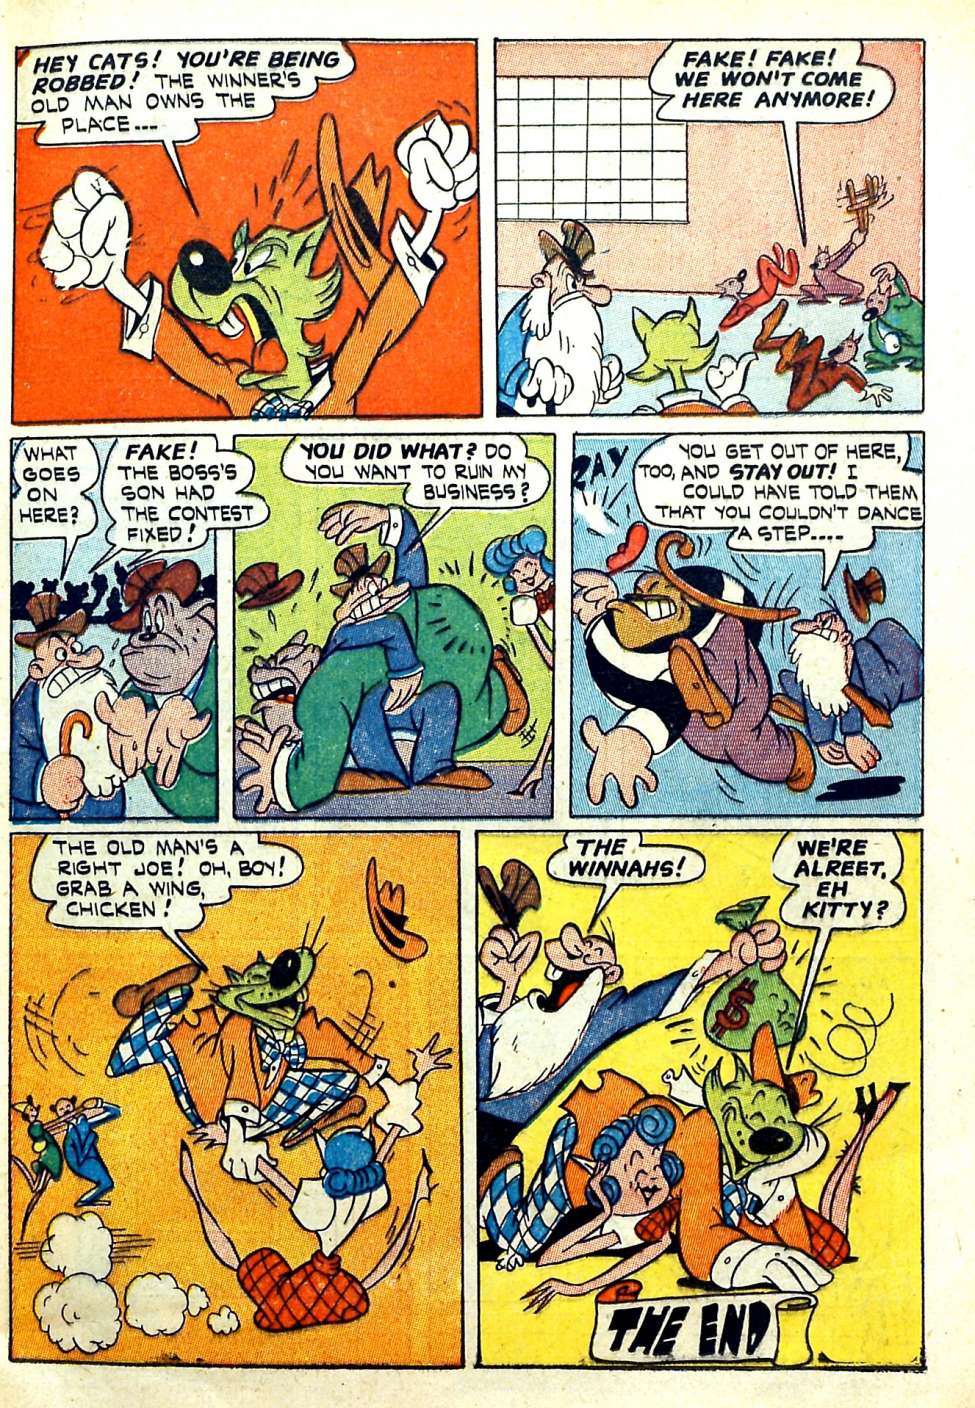 HEY CATS! YOU'RE BEING
ROBBED! THE WINNER'S
OLD MAN OWNS THE
PLACE...
FAKE! FAKE!
WE WON'T COME
HERE ANYMORE!
WHAT
GOES
ON
HERE?
FAKE!
THE BOSS'S
SON HAD
THE CONTEST
FIXED!
YOU DID WHAT? DO
YOU WANT TO RUIN MY
BUSINESS?
YOU GET OUT OF HERE,
TOO, AND STAY OUT! I
COULD HAVE TOLD THEM
THAT YOU COULDN'T DANCE
A STEP....
THE OLD MAN'S A
RIGHT JOE! OH, BOY!
GRAB A WING,
CHICKEN!
THE
WINNAHS!
WE'RE
ALREET,
EH
KITTY?
$
THE END